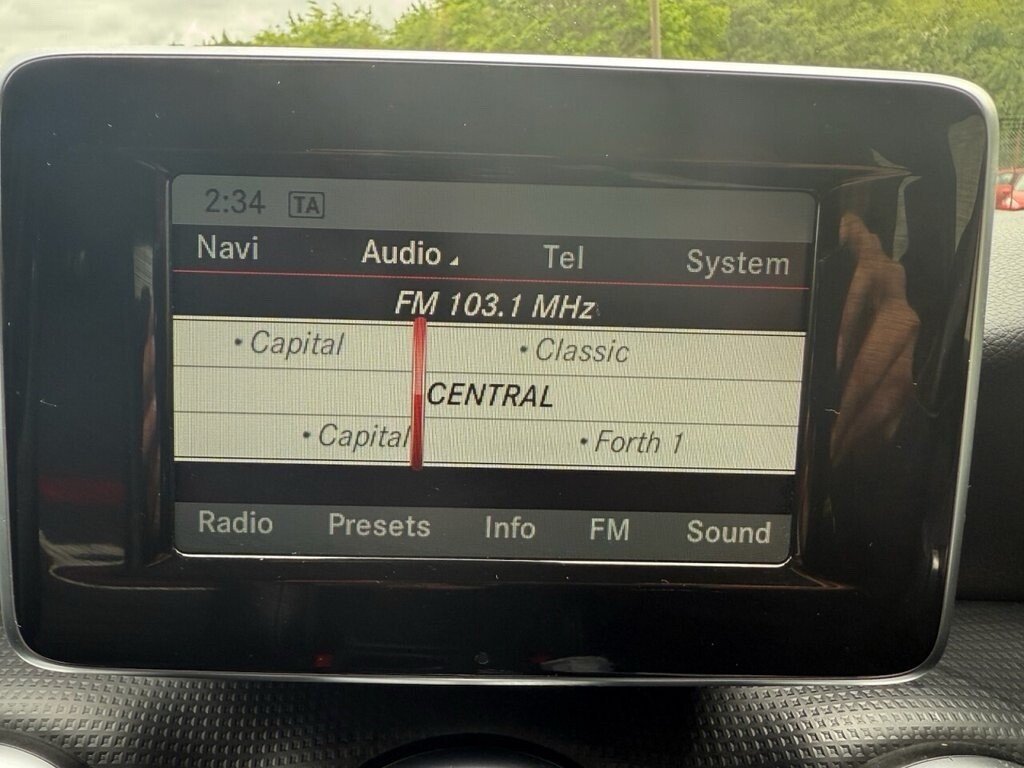 2:34 TA
Navi Audio Tel System
FM 103.1 MHz
• Capital • Classic
CENTRAL
• Capital • Forth 1
Radio Presets Info FM Sound